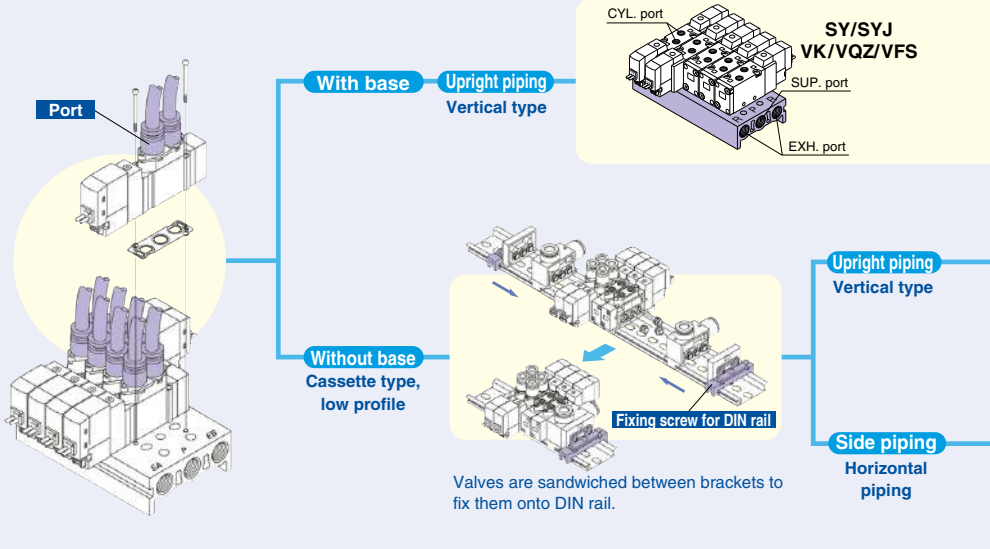 CYL. port
SY/SYJ
VK/VQZ/VFS
SUP. port
R P R
EXH. port
Port
With base
Upright piping
Vertical type
Without base
Cassette type,
low profile
Fixing screw for DIN rail
Valves are sandwiched between brackets to
fix them onto DIN rail.
Upright piping
Vertical type
Side piping
Horizontal
piping
EA P EB